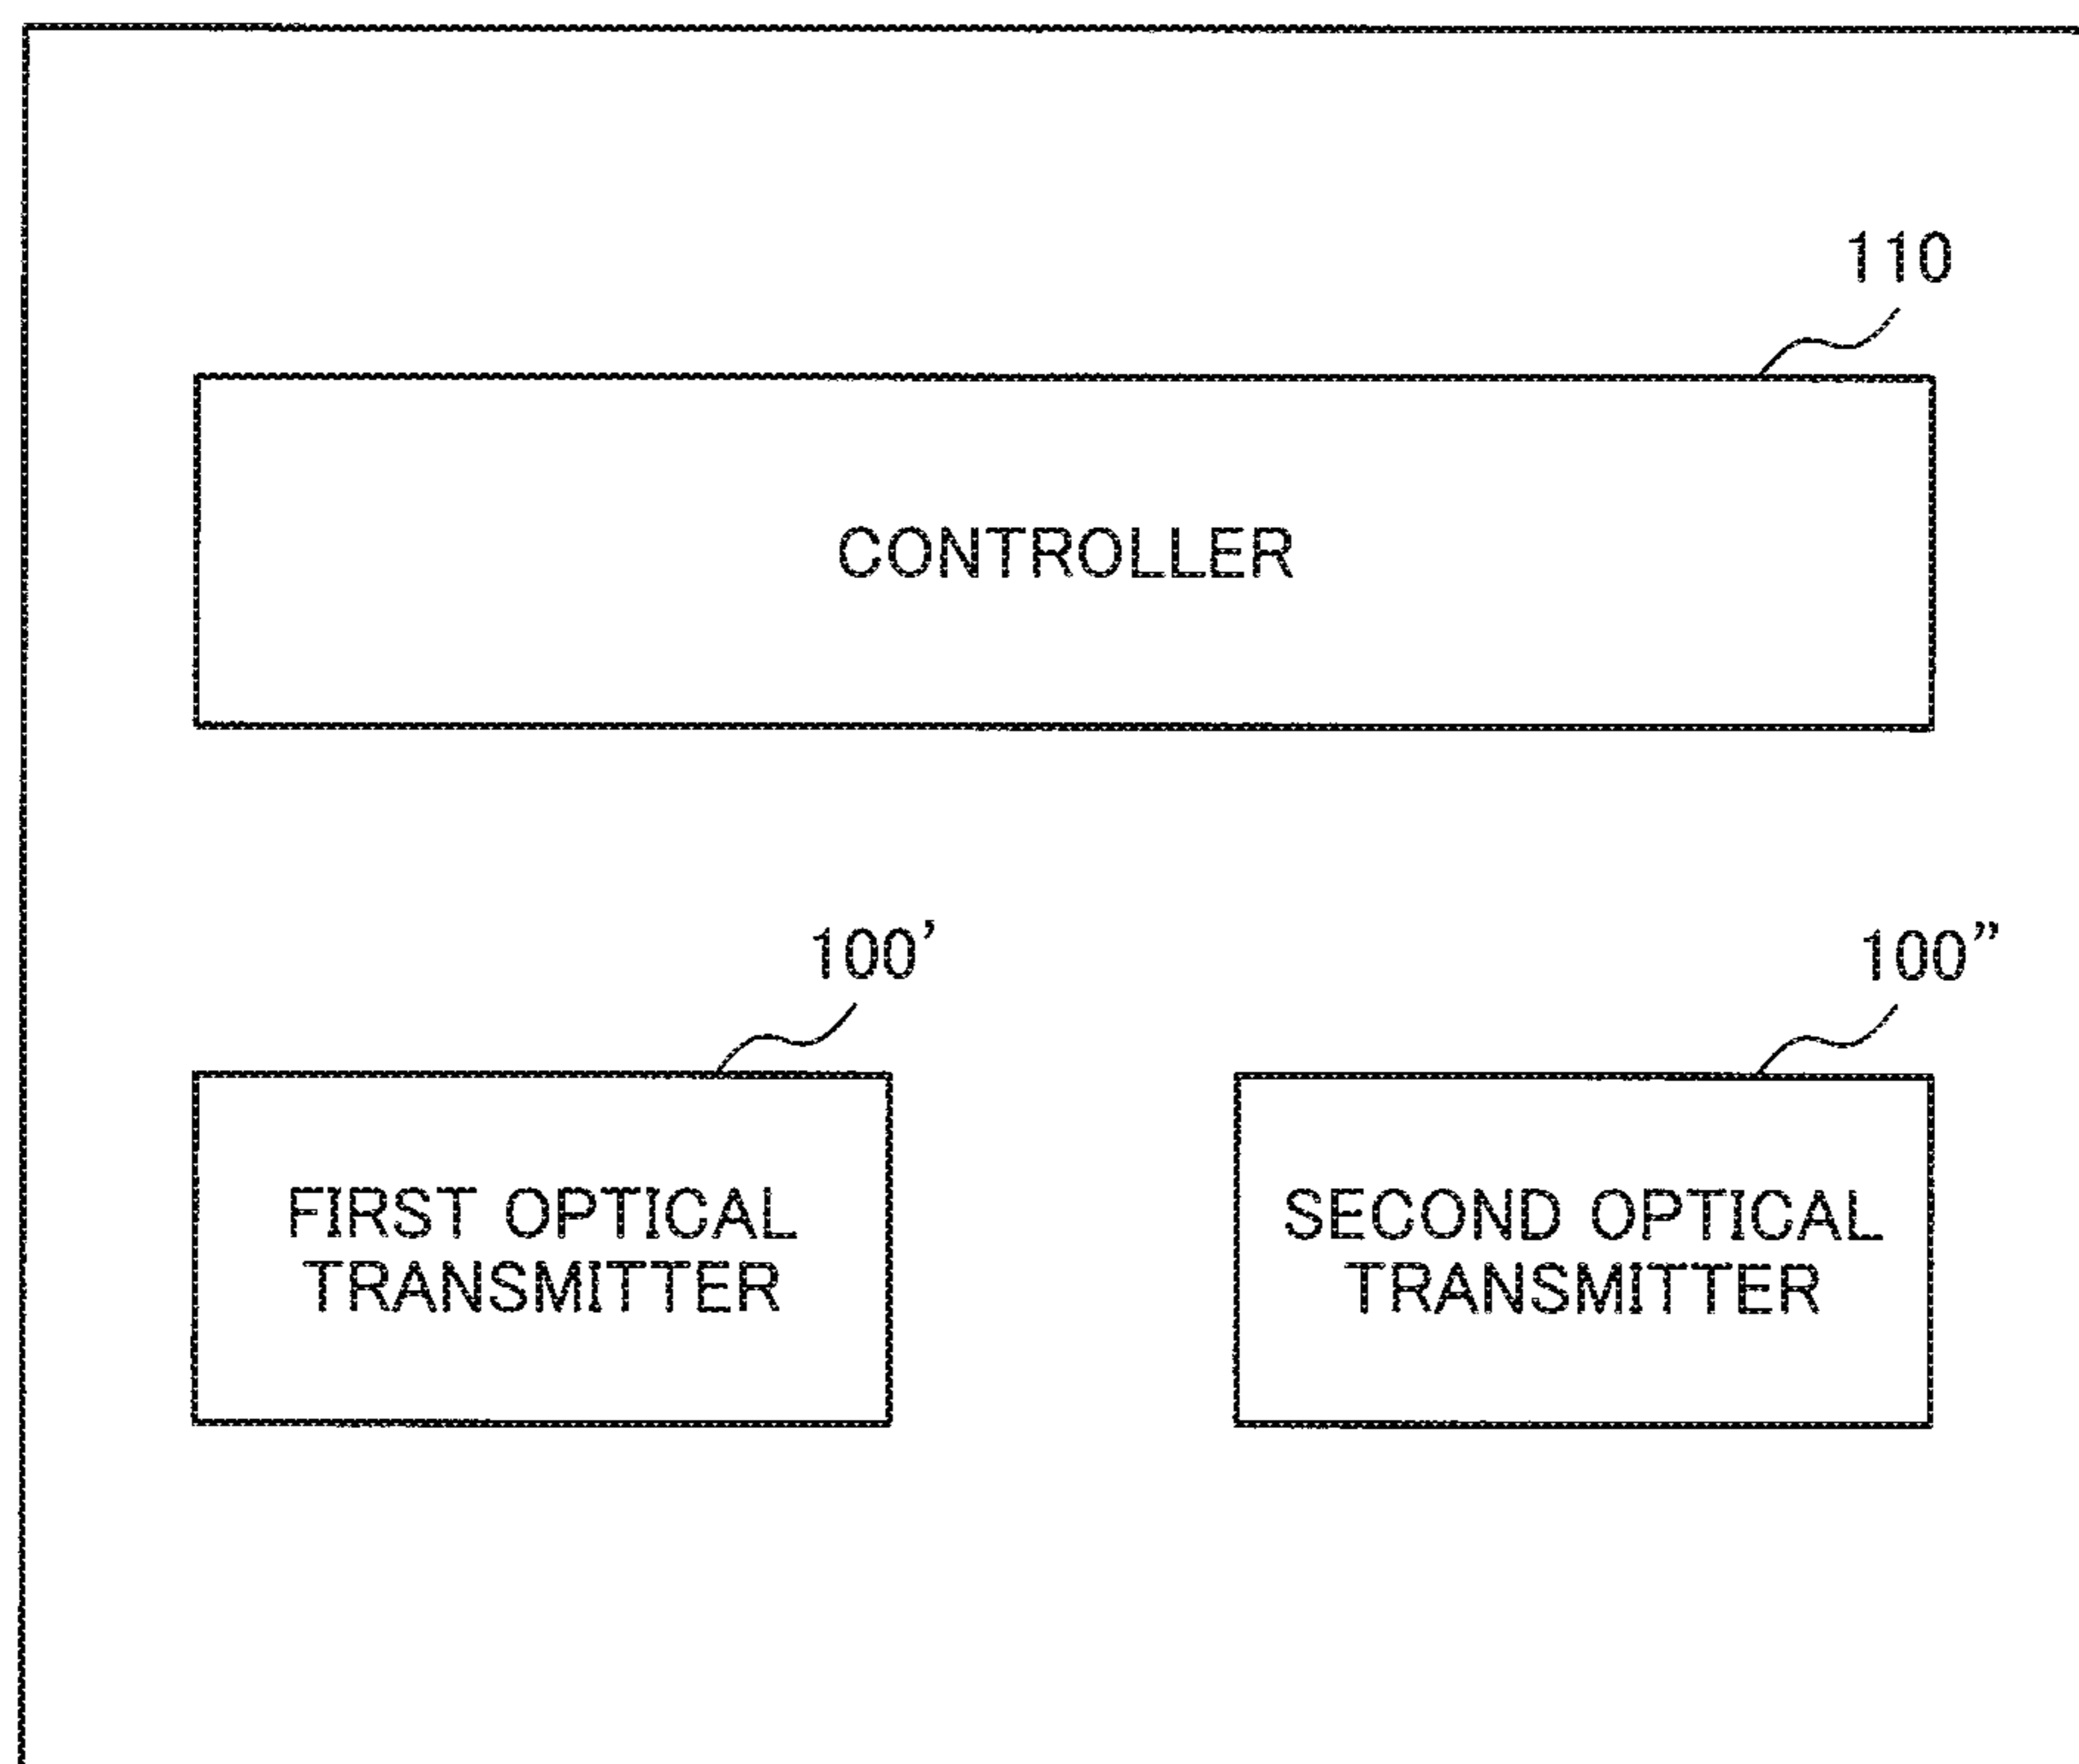 110
CONTROLLER
100’
100”
FIRST OPTICAL
TRANSMITTER
SECOND OPTICAL
TRANSMITTER